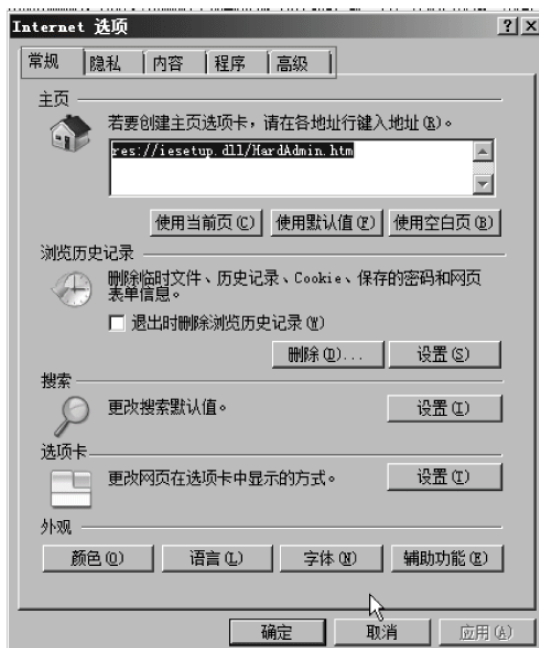 Internet 选项
常规 隐私 内容 程序 高级
主页
若要创建主页选项卡，请在各地址行键入地址(R)。
res://iesetup.dll/HardAdmin.htm
使用当前页(C) 使用默认值(F) 使用空白页(B)
浏览历史记录
删除临时文件、历史记录、Cookie、保存的密码和网页
表单信息。
退出时删除浏览历史记录(W)
删除(D)... 设置(S)
搜索
更改搜索默认值。 设置(I)
选项卡
更改网页在选项卡中显示的方式。 设置(T)
外观
颜色(O) 语言(L) 字体(N) 辅助功能(E)
确定 取消 应用(A)